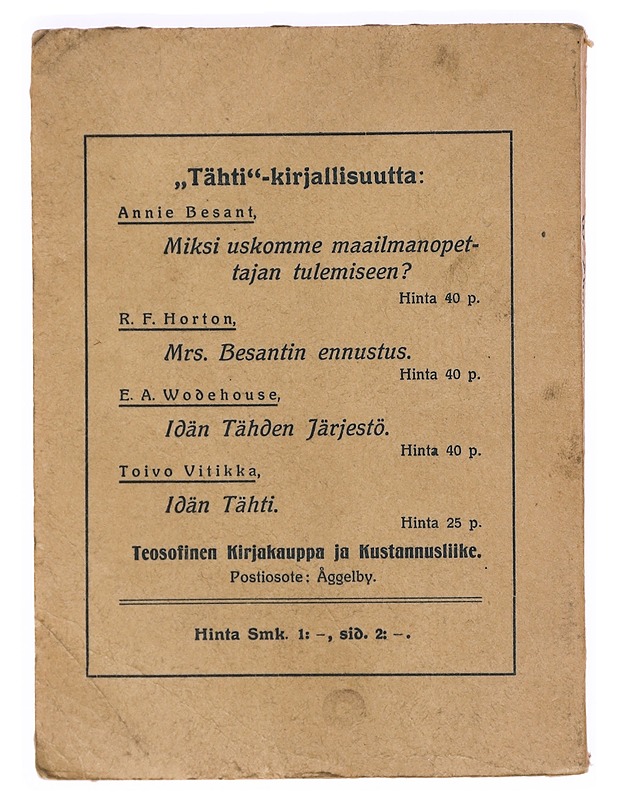 „Tähti“-kirjallisuutta:
Annie Besant,
Miksi uskomme maailmanopet-
tajan tulemiseen?
Hinta 40 p.
R. F. Horton,
Mrs. Besantin ennustus.
Hinta 40 p.
E. A. Wodehouse,
Idän Tähden Järjestö.
Hinta 40 p.
Toivo Vitikka,
Idän Tähti.
Hinta 25 p.
Teosofinen Kirjakauppa ja Kustannusliike.
Postiosote: Åggelby.
Hinta Smk. 1: –, sid. 2: –.